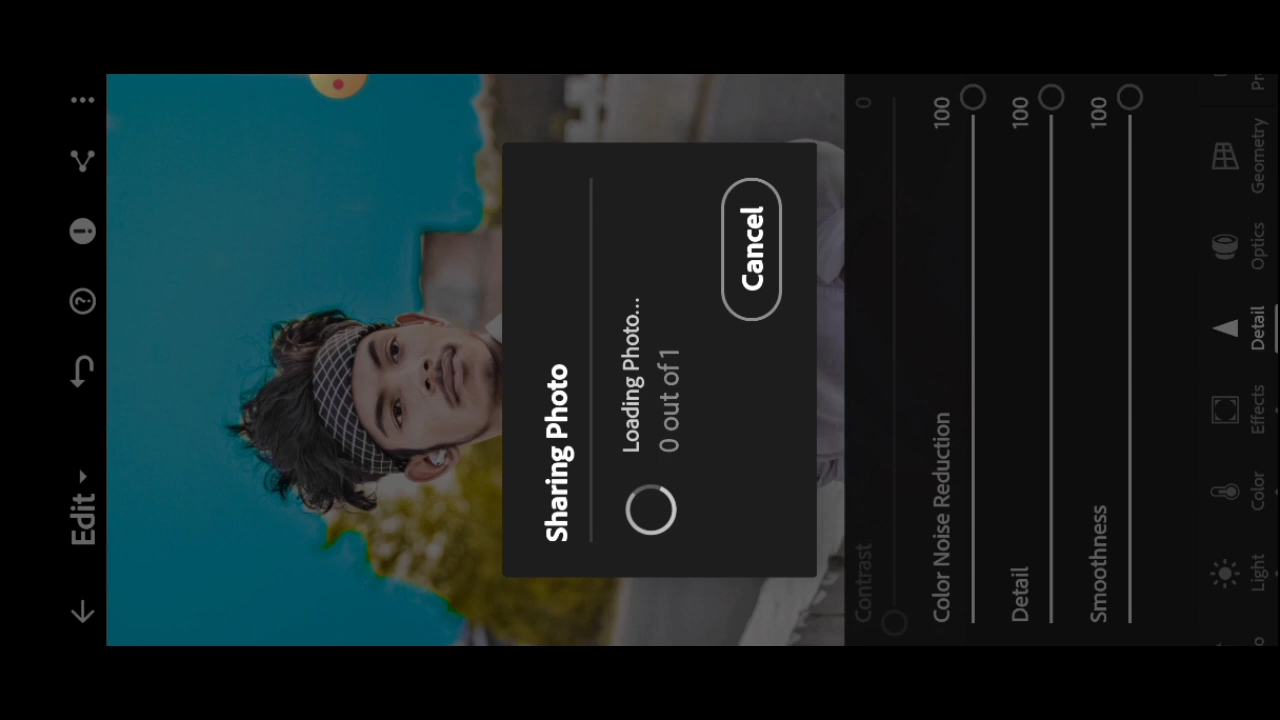 Edit
Sharing Photo
Loading Photo...
0 out of 1
Cancel
Contrast 0
Color Noise Reduction 100
Detail 100
Smoothness 100
Light Color Effects Detail Optics Geometry